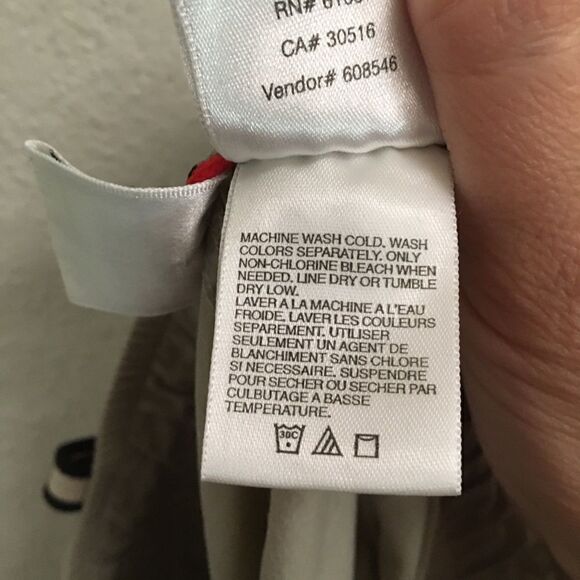 RN#
CA# 30516
Vendor# 608546
MACHINE WASH COLD. WASH
COLORS SEPARATELY. ONLY
NON-CHLORINE BLEACH WHEN
NEEDED. LINE DRY OR TUMBLE
DRY LOW.
LAVER A LA MACHINE A L'EAU
FROIDE. LAVER LES COULEURS
SEPAREMENT. UTILISER
SEULEMENT UN AGENT DE
BLANCHIMENT SANS CHLORE
SI NECESSAIRE. SUSPENDRE
POUR SECHER OU SECHER PAR
CULBUTAGE A BASSE
TEMPERATURE.
30C